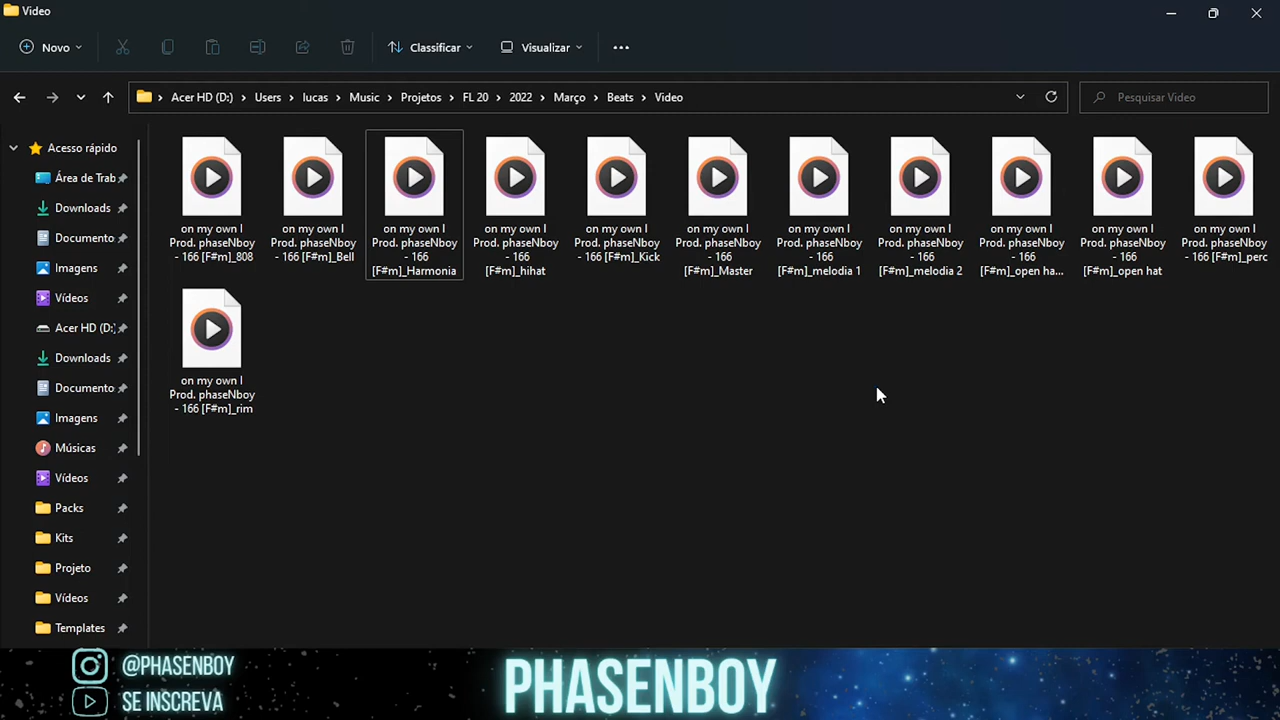 Video
Novo
Classificar
Visualizar
Acer HD (D:) > Users > lucas > Music > Projetos > FL 20 > 2022 > Março > Beats > Video
Pesquisar Video
Acesso rápido
Área de Trab
Downloads
Documento
Imagens
Vídeos
Acer HD (D:)
Downloads
Documento
Imagens
Músicas
Vídeos
Packs
Kits
Projeto
Vídeos
Templates
on my own l
Prod. phaseNboy
- 166 [F#m]_808
on my own l
Prod. phaseNboy
- 166 [F#m]_Bell
on my own l
Prod. phaseNboy
- 166
[F#m]_Harmonia
on my own l
Prod. phaseNboy
- 166
[F#m]_hihat
on my own l
Prod. phaseNboy
- 166 [F#m]_Kick
on my own l
Prod. phaseNboy
- 166
[F#m]_Master
on my own l
Prod. phaseNboy
- 166
[F#m]_melodia 1
on my own l
Prod. phaseNboy
- 166
[F#m]_melodia 2
on my own l
Prod. phaseNboy
- 166
[F#m]_open ha...
on my own l
Prod. phaseNboy
- 166
[F#m]_open hat
on my own l
Prod. phaseNboy
- 166 [F#m]_perc
on my own l
Prod. phaseNboy
- 166 [F#m]_rim
@PHASENBOY
SE INSCREVA
PHASENBOY